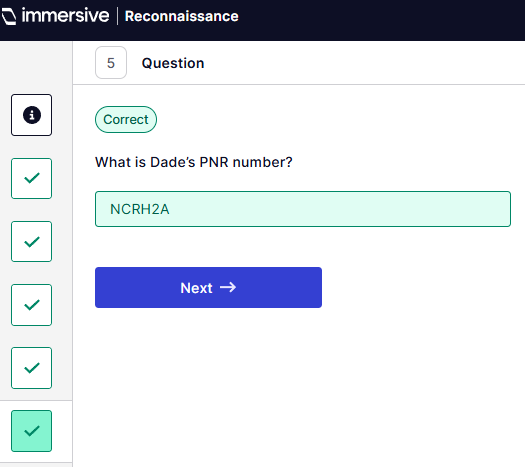 immersive | Reconnaissance
5 Question
Correct
What is Dade’s PNR number?
NCRH2A
Next →